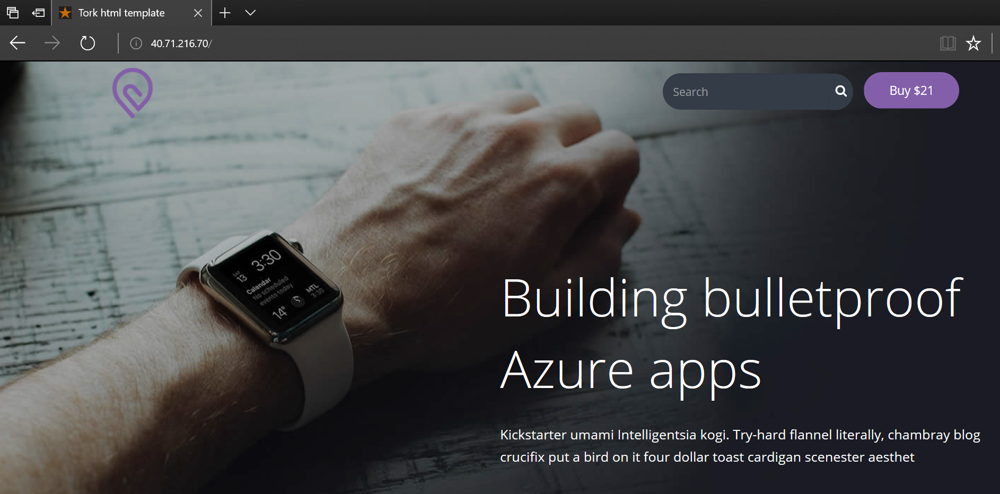 Tork html template
40.71.216.70/
Search
Buy $21
3:30
SAT
13
Calendar
No scheduled
events today
14°
5
MTL
3:30
Building bulletproof
Azure apps
Kickstarter umami Intelligentsia kogi. Try-hard flannel literally, chambray blog
crucifix put a bird on it four dollar toast cardigan scenester aesthet